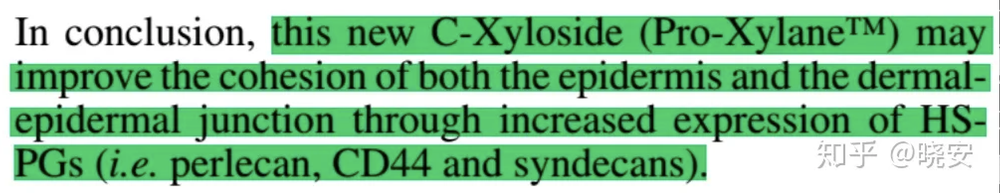 In conclusion, this new C-Xyloside (Pro-Xylane™) may
improve the cohesion of both the epidermis and the dermal-
epidermal junction through increased expression of HS-
PGs (i.e. perlecan, CD44 and syndecans).
知乎 @晓安